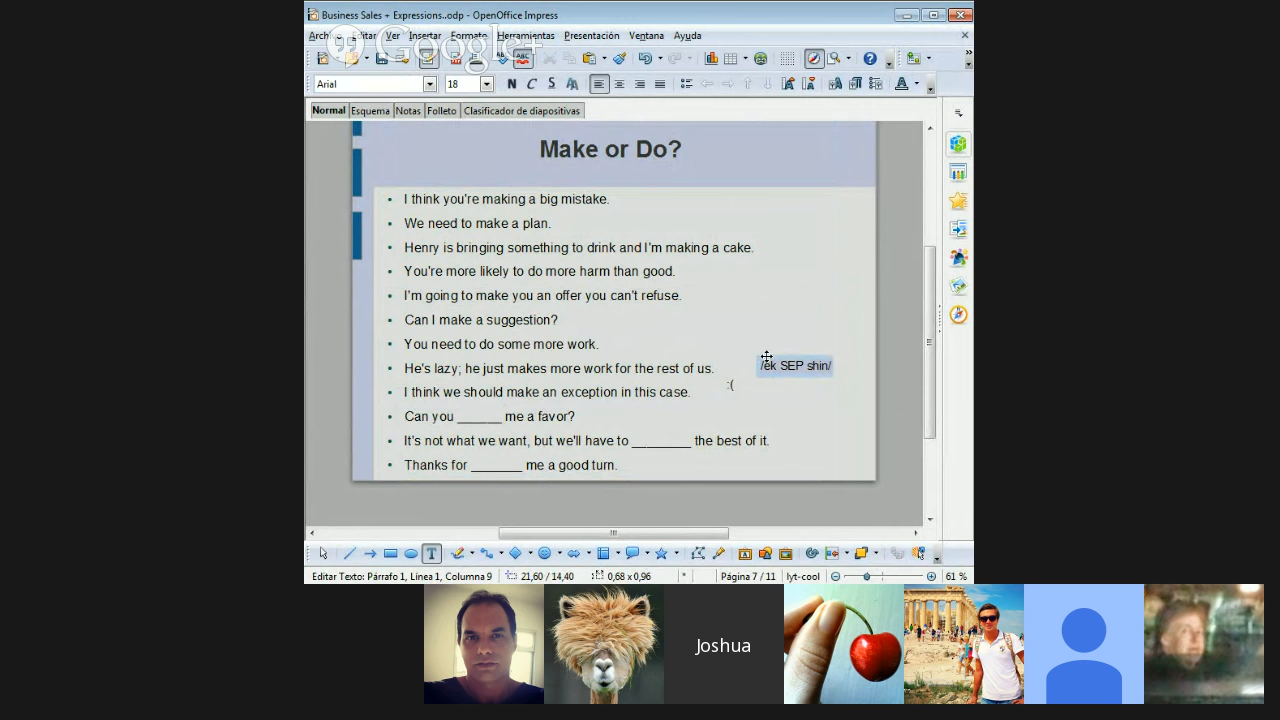 Business Sales + Expressions..odp - OpenOffice Impress
Google+
Archivo Editar Ver Insertar Formato Herramientas Presentación Ventana Ayuda
Arial 18 N C S
Normal Esquema Notas Folleto Clasificador de diapositivas
Make or Do?
• I think you're making a big mistake.
• We need to make a plan.
• Henry is bringing something to drink and I'm making a cake.
• You're more likely to do more harm than good.
• I'm going to make you an offer you can't refuse.
• Can I make a suggestion?
• You need to do some more work.
• He's lazy; he just makes more work for the rest of us.
/ek SEP shin/
:(
• I think we should make an exception in this case.
• Can you ______ me a favor?
• It's not what we want, but we'll have to ________ the best of it.
• Thanks for _______ me a good turn.
Editar Texto: Párrafo 1, Línea 1, Columna 9 21,60 / 14,40 0,68 x 0,96 * Página 7 / 11 lyt-cool 61 %
Joshua